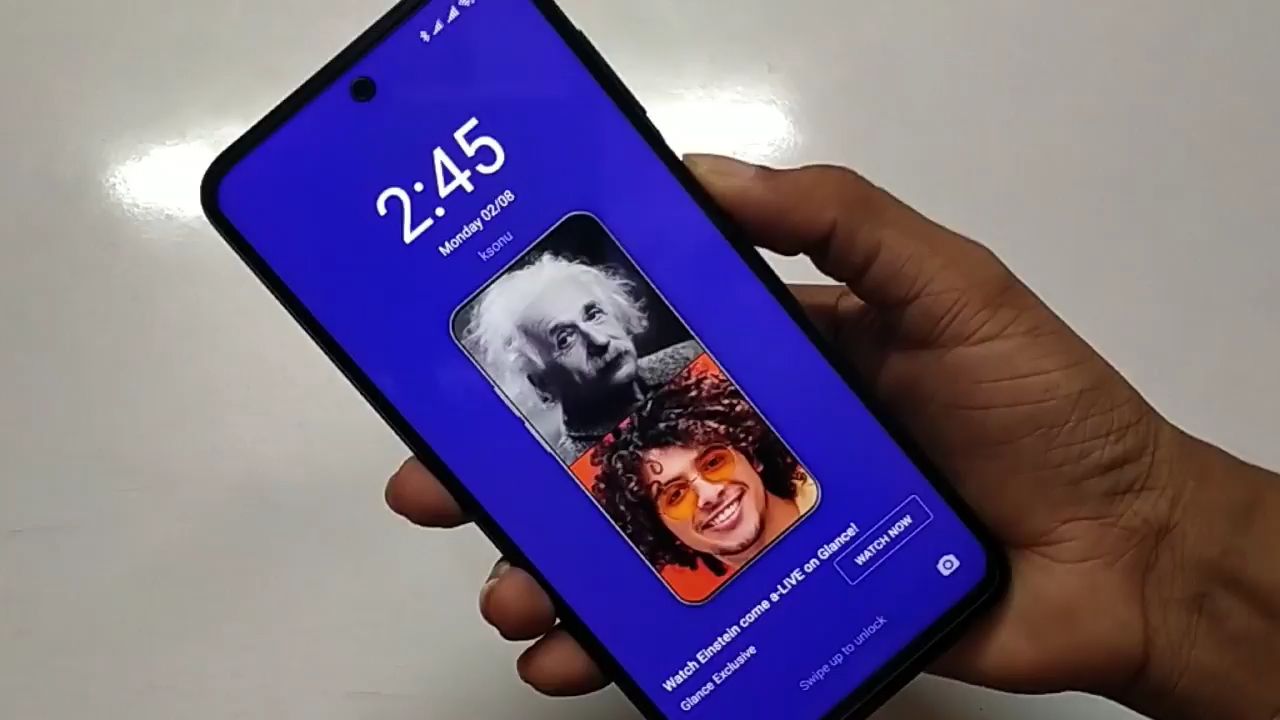 2:45
Monday 02/08
ksonu
Watch Einstein come a-LIVE on Glance!
Glance Exclusive
WATCH NOW
Swipe up to unlock